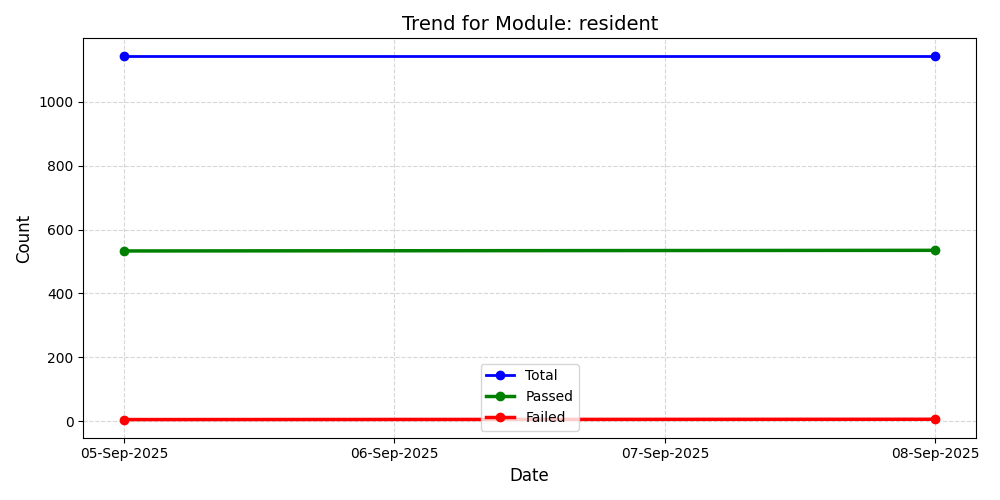 Trend for Module: resident
Count
1000
800
600
400
200
0
Total
Passed
Failed
05-Sep-2025
06-Sep-2025
07-Sep-2025
08-Sep-2025
Date